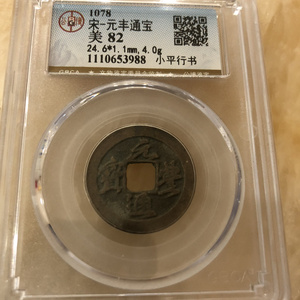 1078
宋-元丰通宝
美 82
24.6*1.1mm,4.0g
1110653988 小平行书
元豐通寶